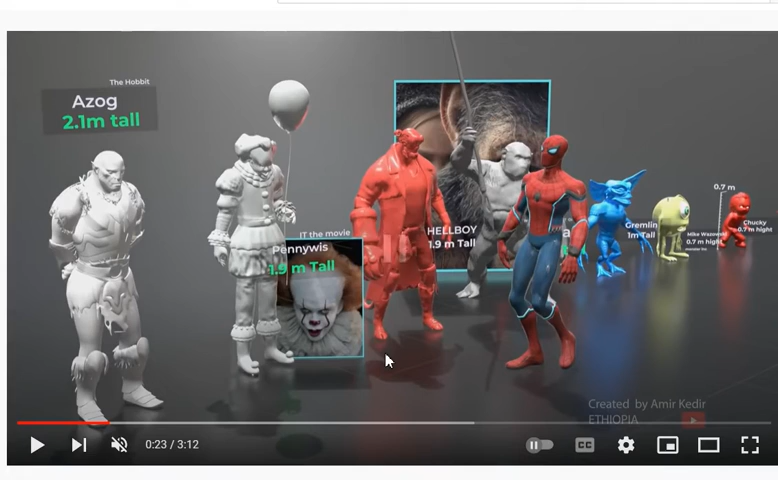 The Hobbit
Azog
2.1m tall
IT the movie
Pennywis
1.9 m Tall
HELLBOY
1.9 m Tall
Gremlin
1mTall
Mike Wazowski
0.7 m hight
0.7 m
Chucky
0.7 m hight
Created by Amir Kedir
ETHIOPIA
0:23 / 3:12
CC